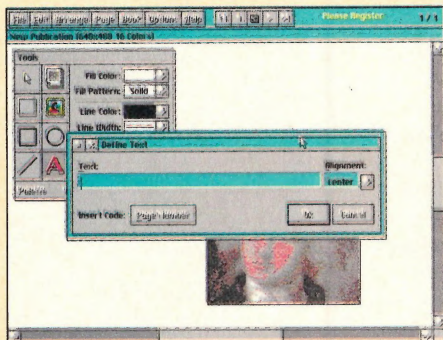 File Edit Arrange Page Book Options Help Please Register 1 / 1
New Publication (640x480 16 Colors)
Tools
Fill Color:
Fill Pattern: Solid
Line Color:
Line Width:
Define Text
Text: Alignment:
Center
Insert Code: Page Number Ok Cancel